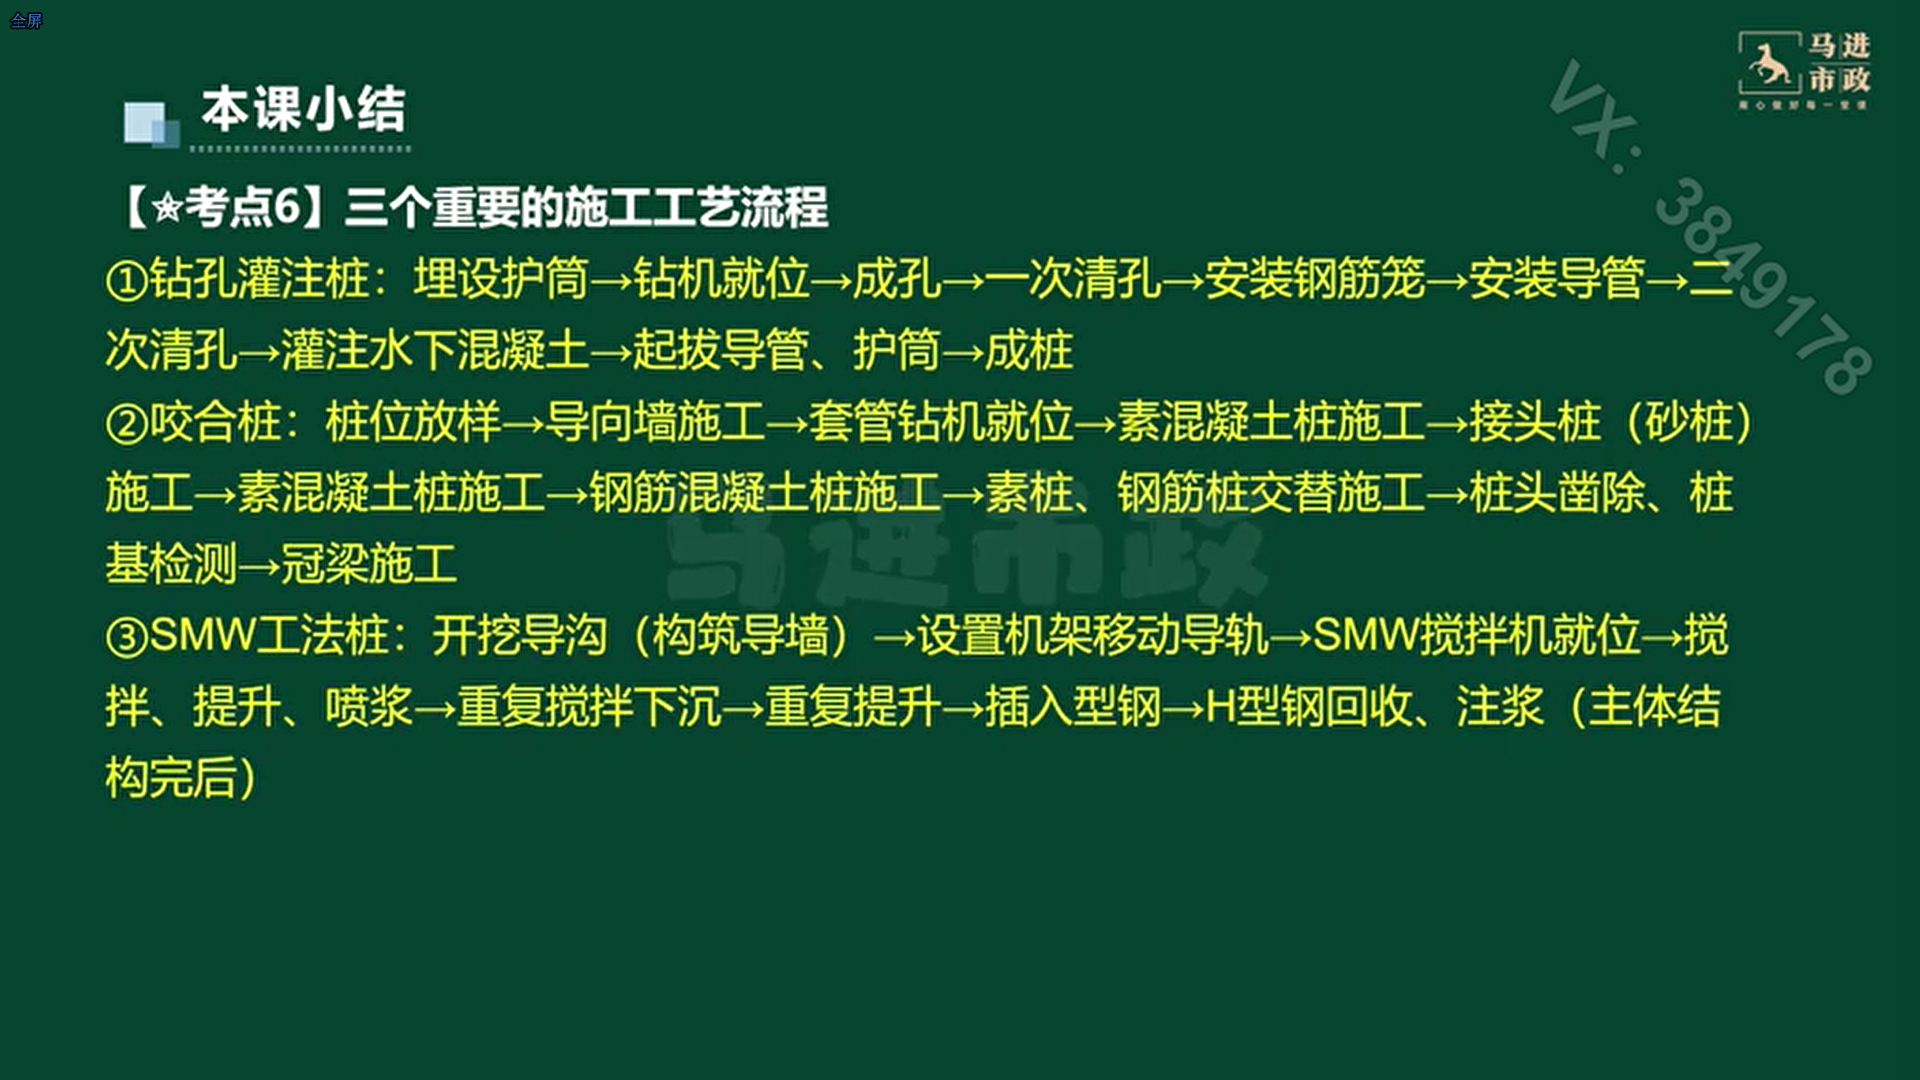 全屏
马进
市政
用心做好每一堂课
VX: 3849178
本课小结
【☆考点6】三个重要的施工工艺流程
①钻孔灌注桩：埋设护筒→钻机就位→成孔→一次清孔→安装钢筋笼→安装导管→二
次清孔→灌注水下混凝土→起拔导管、护筒→成桩
②咬合桩：桩位放样→导向墙施工→套管钻机就位→素混凝土桩施工→接头桩（砂桩）
施工→素混凝土桩施工→钢筋混凝土桩施工→素桩、钢筋桩交替施工→桩头凿除、桩
基检测→冠梁施工
③SMW工法桩：开挖导沟（构筑导墙）→设置机架移动导轨→SMW搅拌机就位→搅
拌、提升、喷浆→重复搅拌下沉→重复提升→插入型钢→H型钢回收、注浆（主体结
构完后）
马进市政